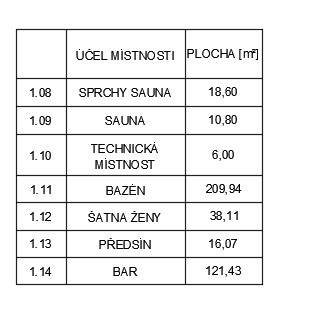 ÚČEL MÍSTNOSTI PLOCHA [m²]
1.08 SPRCHY SAUNA 18,60
1.09 SAUNA 10,80
1.10 TECHNICKÁ MÍSTNOST 6,00
1.11 BAZÉN 209,94
1.12 ŠATNA ŽENY 38,11
1.13 PŘEDSÍŇ 16,07
1.14 BAR 121,43